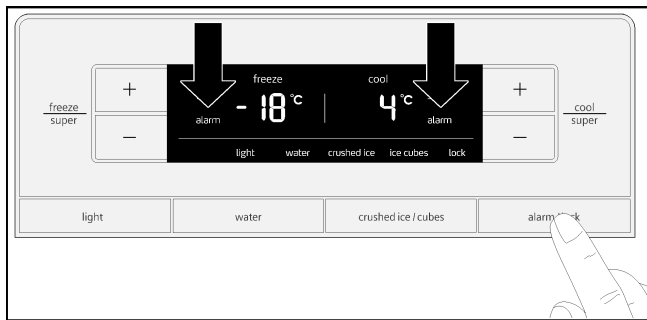 freeze
super
+
−
alarm
freeze
-18°C
cool
4°C
alarm
light water crushed ice ice cubes lock
+
−
cool
super
light
water
crushed ice / cubes
alarm